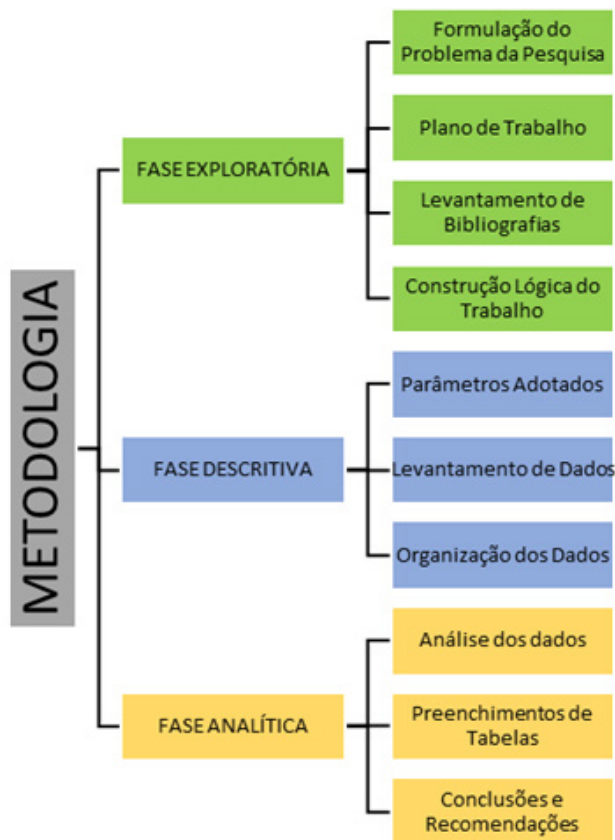 METODOLOGIA
FASE EXPLORATÓRIA
Formulação do
Problema da Pesquisa
Plano de Trabalho
Levantamento de
Bibliografias
Construção Lógica do
Trabalho
FASE DESCRITIVA
Parâmetros Adotados
Levantamento de Dados
Organização dos Dados
FASE ANALÍTICA
Análise dos dados
Preenchimentos de
Tabelas
Conclusões e
Recomendações